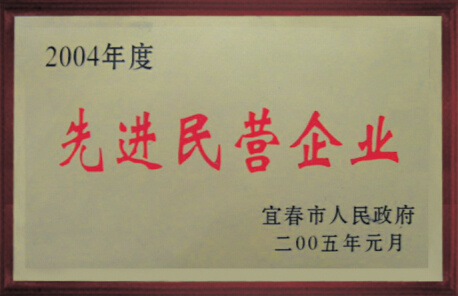 2004年度
先进民营企业
宜春市人民政府
二00五年元月